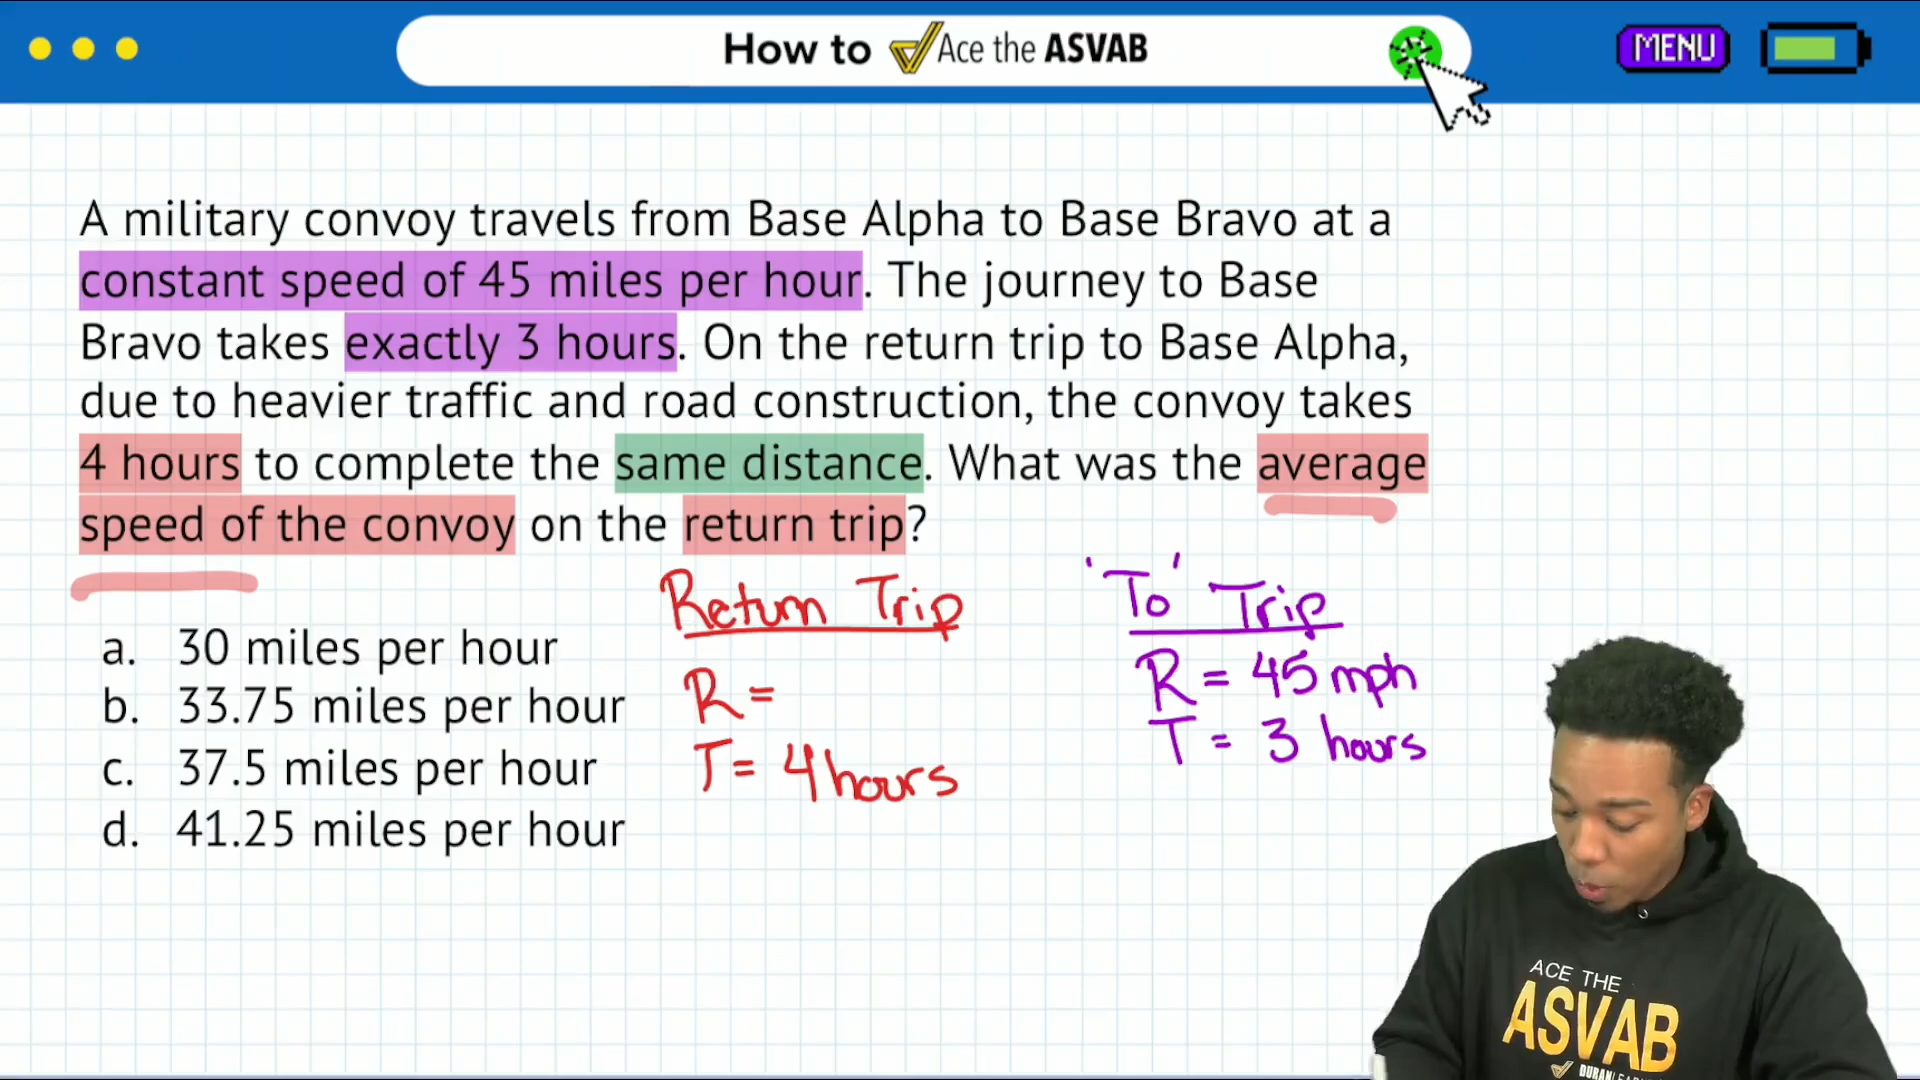 How to Ace the ASVAB
MENU
A military convoy travels from Base Alpha to Base Bravo at a
constant speed of 45 miles per hour. The journey to Base
Bravo takes exactly 3 hours. On the return trip to Base Alpha,
due to heavier traffic and road construction, the convoy takes
4 hours to complete the same distance. What was the average
speed of the convoy on the return trip?
a. 30 miles per hour
b. 33.75 miles per hour
c. 37.5 miles per hour
d. 41.25 miles per hour
Return Trip
R =
T = 4 hours
'To' Trip
R = 45 mph
T = 3 hours
ACE THE
ASVAB